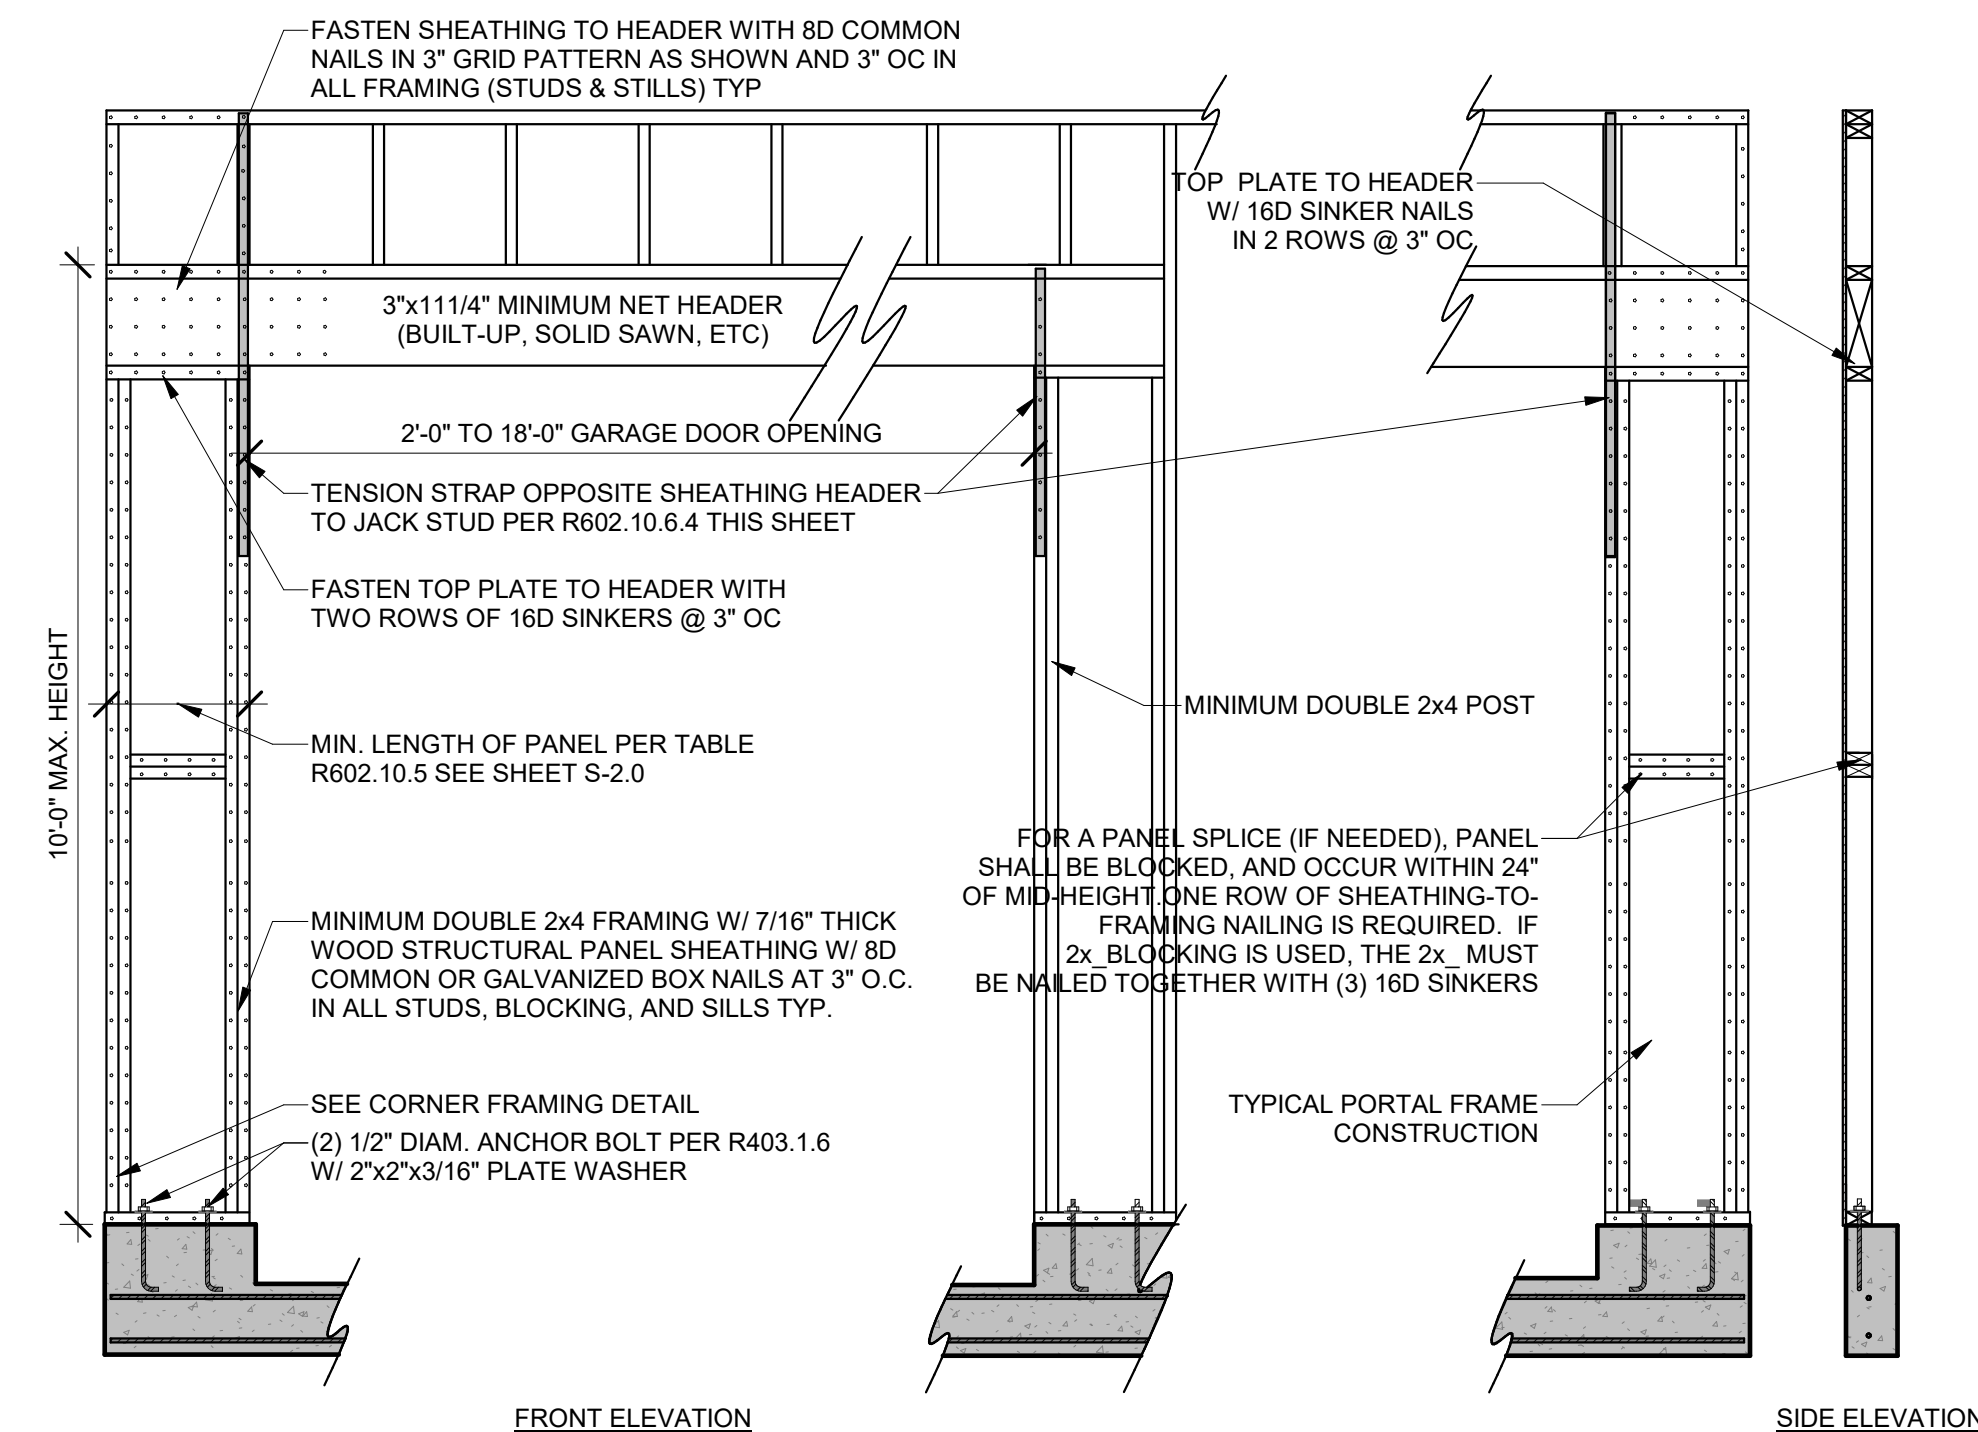 FASTEN SHEATHING TO HEADER WITH 8D COMMON
NAILS IN 3" GRID PATTERN AS SHOWN AND 3" OC IN
ALL FRAMING (STUDS & STILLS) TYP
TOP PLATE TO HEADER
W/ 16D SINKER NAILS
IN 2 ROWS @ 3" OC
3"x111/4" MINIMUM NET HEADER
(BUILT-UP, SOLID SAWN, ETC)
2'-0" TO 18'-0" GARAGE DOOR OPENING
TENSION STRAP OPPOSITE SHEATHING HEADER
TO JACK STUD PER R602.10.6.4 THIS SHEET
FASTEN TOP PLATE TO HEADER WITH
TWO ROWS OF 16D SINKERS @ 3" OC
10'-0" MAX. HEIGHT
MINIMUM DOUBLE 2x4 POST
MIN. LENGTH OF PANEL PER TABLE
R602.10.5 SEE SHEET S-2.0
FOR A PANEL SPLICE (IF NEEDED), PANEL
SHALL BE BLOCKED, AND OCCUR WITHIN 24"
OF MID-HEIGHT.ONE ROW OF SHEATHING-TO-
FRAMING NAILING IS REQUIRED. IF
2x_BLOCKING IS USED, THE 2x_ MUST
BE NAILED TOGETHER WITH (3) 16D SINKERS
MINIMUM DOUBLE 2x4 FRAMING W/ 7/16" THICK
WOOD STRUCTURAL PANEL SHEATHING W/ 8D
COMMON OR GALVANIZED BOX NAILS AT 3" O.C.
IN ALL STUDS, BLOCKING, AND SILLS TYP.
SEE CORNER FRAMING DETAIL
(2) 1/2" DIAM. ANCHOR BOLT PER R403.1.6
W/ 2"x2"x3/16" PLATE WASHER
TYPICAL PORTAL FRAME
CONSTRUCTION
FRONT ELEVATION
SIDE ELEVATION